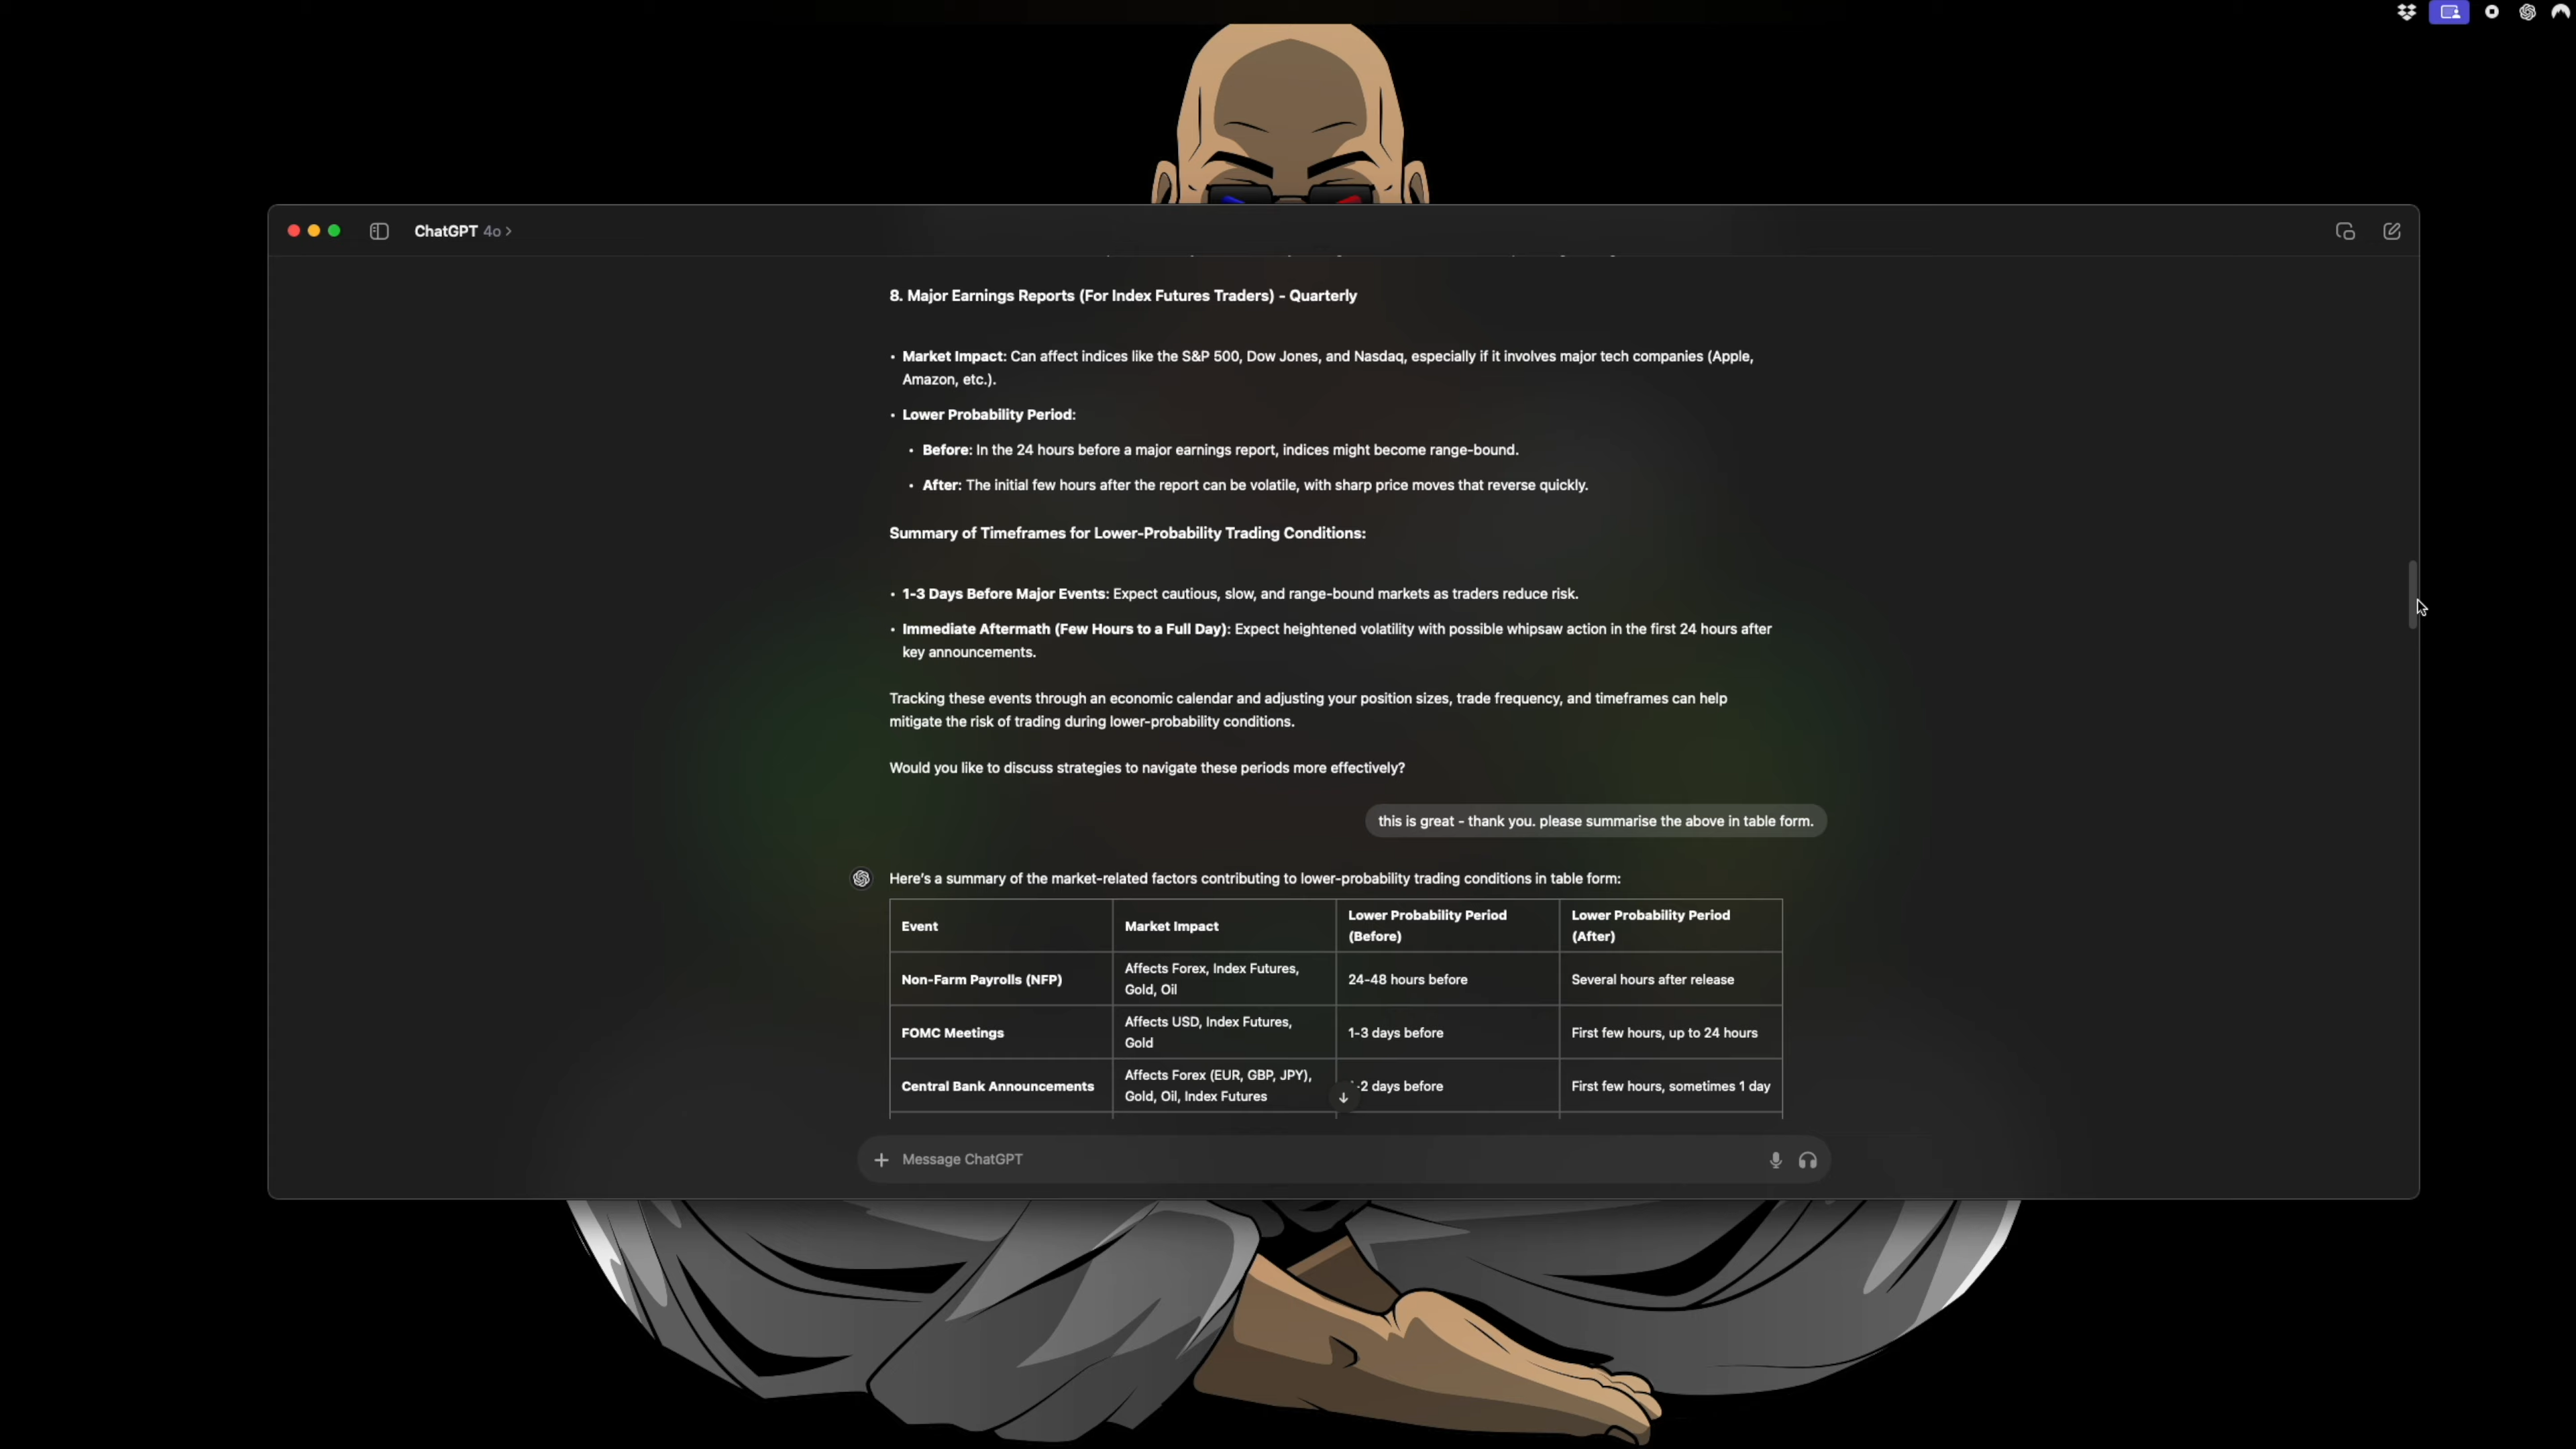 ChatGPT 4o >
8. Major Earnings Reports (For Index Futures Traders) - Quarterly
• Market Impact: Can affect indices like the S&P 500, Dow Jones, and Nasdaq, especially if it involves major tech companies (Apple,
Amazon, etc.).
• Lower Probability Period:
• Before: In the 24 hours before a major earnings report, indices might become range-bound.
• After: The initial few hours after the report can be volatile, with sharp price moves that reverse quickly.
Summary of Timeframes for Lower-Probability Trading Conditions:
• 1-3 Days Before Major Events: Expect cautious, slow, and range-bound markets as traders reduce risk.
• Immediate Aftermath (Few Hours to a Full Day): Expect heightened volatility with possible whipsaw action in the first 24 hours after
key announcements.
Tracking these events through an economic calendar and adjusting your position sizes, trade frequency, and timeframes can help
mitigate the risk of trading during lower-probability conditions.
Would you like to discuss strategies to navigate these periods more effectively?
this is great - thank you. please summarise the above in table form.
Here's a summary of the market-related factors contributing to lower-probability trading conditions in table form:
Event
Market Impact
Lower Probability Period
(Before)
Lower Probability Period
(After)
Non-Farm Payrolls (NFP)
Affects Forex, Index Futures,
Gold, Oil
24-48 hours before
Several hours after release
FOMC Meetings
Affects USD, Index Futures,
Gold
1-3 days before
First few hours, up to 24 hours
Central Bank Announcements
Affects Forex (EUR, GBP, JPY),
Gold, Oil, Index Futures
-2 days before
First few hours, sometimes 1 day
Message ChatGPT